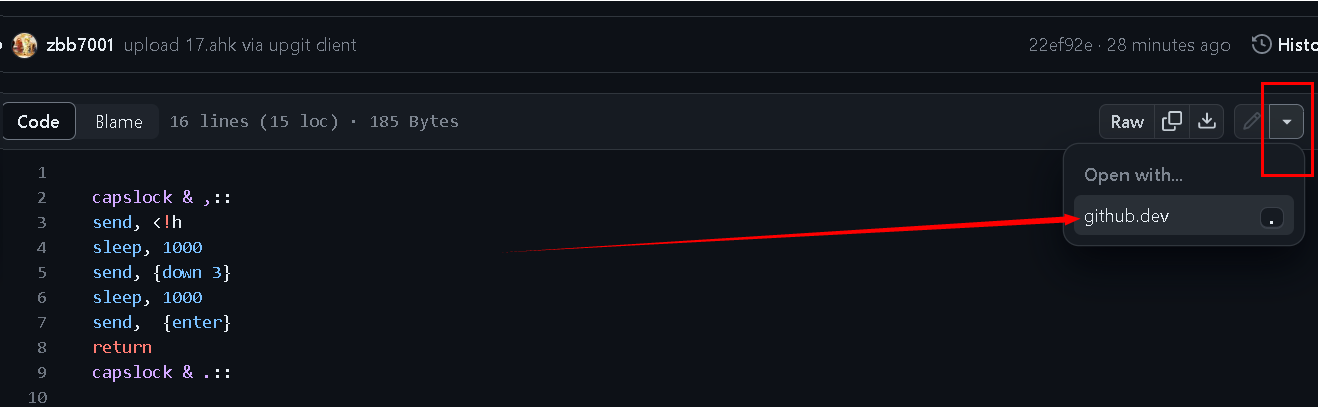 zbb7001 upload 17.ahk via upgit client 22ef92e · 28 minutes ago Histo
Code Blame 16 lines (15 loc) · 185 Bytes Raw
Open with...
github.dev .
1
2 capslock & ,::
3 send, <!h
4 sleep, 1000
5 send, {down 3}
6 sleep, 1000
7 send,  {enter}
8 return
9 capslock & .::
10